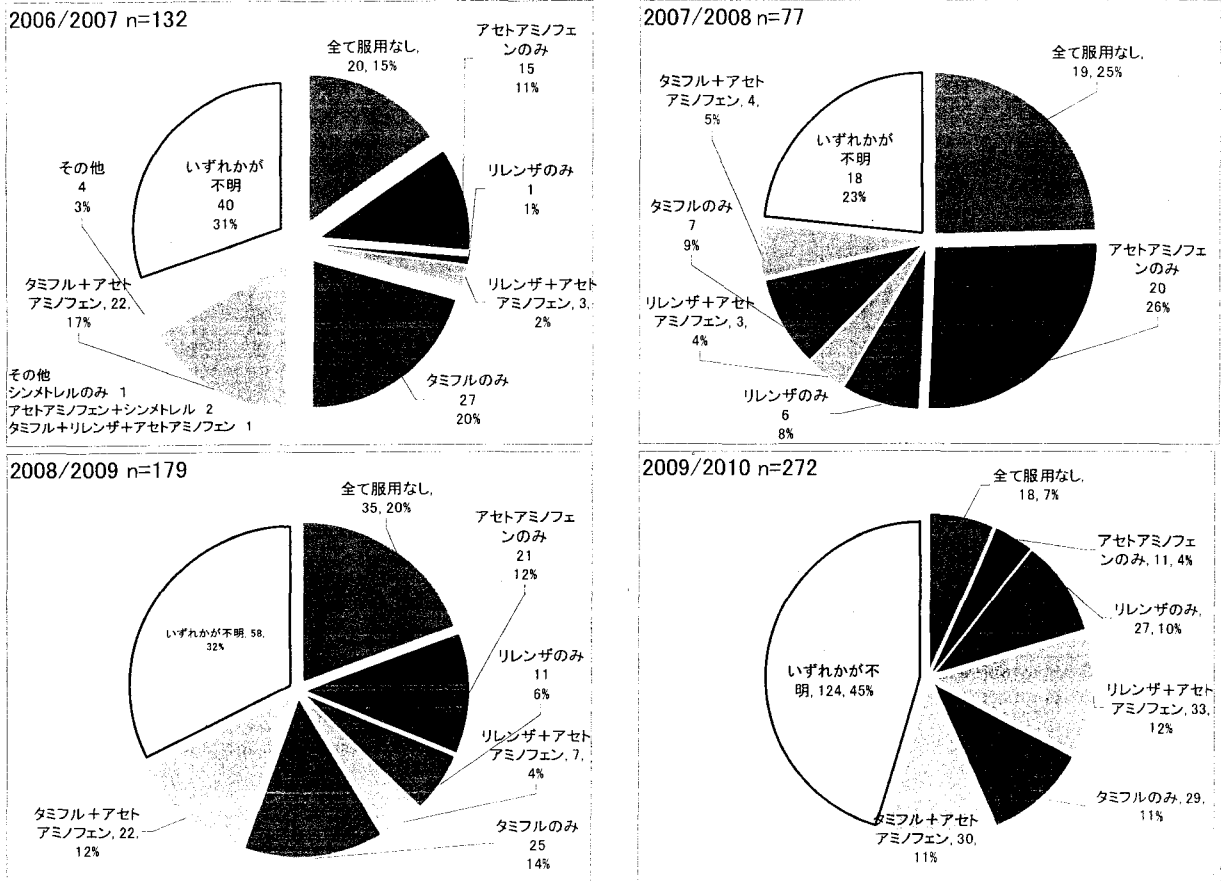 2006/2007 n=132
全て服用なし,
20, 15%
アセトアミノフェ
ンのみ
15
11%
リレンザのみ
1
1%
リレンザ+アセト
アミノフェン, 3,
2%
タミフルのみ
27
20%
タミフル+アセト
アミノフェン, 22,
17%
その他
4
3%
いずれかが
不明
40
31%
その他
シンメトレルのみ 1
アセトアミノフェン+シンメトレル 2
タミフル+リレンザ+アセトアミノフェン 1
2007/2008 n=77
全て服用なし
19, 25%
アセトアミノフェ
ンのみ
20
26%
リレンザのみ
6
8%
リレンザ+アセト
アミノフェン, 3,
4%
タミフルのみ
7
9%
タミフル+アセト
アミノフェン, 4,
5%
いずれかが
不明
18
23%
2008/2009 n=179
全て服用なし,
35, 20%
アセトアミノフェ
ンのみ
21
12%
リレンザのみ
11
6%
リレンザ+アセト
アミノフェン, 7,
4%
タミフルのみ
25
14%
タミフル+アセト
アミノフェン, 22,
12%
いずれかが不明, 58,
32%
2009/2010 n=272
全て服用なし,
18, 7%
アセトアミノフェ
ンのみ, 11, 4%
リレンザのみ,
27, 10%
リレンザ+アセト
アミノフェン, 33,
12%
タミフルのみ, 29,
11%
タミフル+アセト
アミノフェン, 30,
11%
いずれかが不
明, 124, 45%